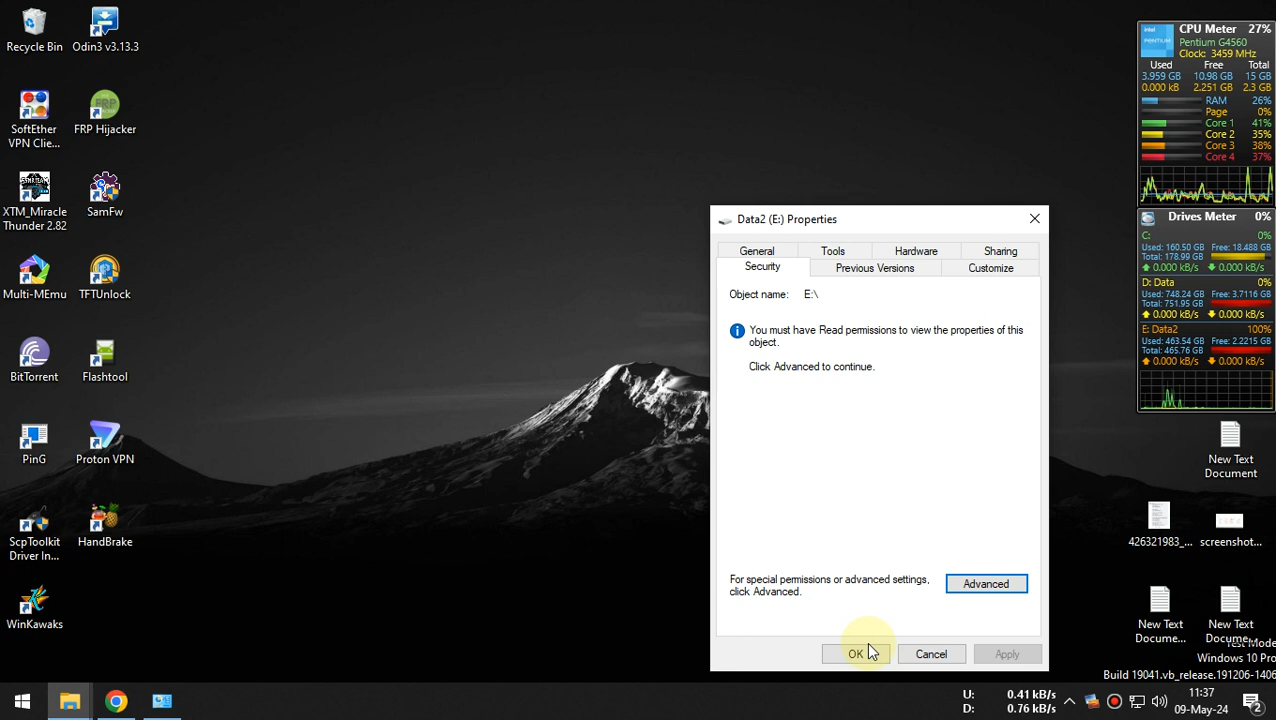 Recycle Bin
Odin3 v3.13.3
SoftEther
VPN Clie...
FRP Hijacker
XTM_Miracle
Thunder 2.82
SamFw
Multi-MEmu
TFTUnlock
BitTorrent
Flashtool
PinG
Proton VPN
ScpToolkit
Driver In...
HandBrake
WinKawaks
Data2 (E:) Properties
General Tools Hardware Sharing
Security Previous Versions Customize
Object name: E:\
You must have Read permissions to view the properties of this
object.
Click Advanced to continue.
For special permissions or advanced settings,
click Advanced.
Advanced
OK Cancel Apply
intel
PENTIUM
CPU Meter 27%
Pentium G4560
Clock: 3459 MHz
Used Free Total
3.959 GB 10.98 GB 15 GB
0.000 kB 2.251 GB 2.3 GB
RAM 26%
Page 0%
Core 1 41%
Core 2 35%
Core 3 38%
Core 4 37%
Drives Meter 0%
C: 0%
Used: 160.50 GB Free: 18.488 GB
Total: 178.99 GB
0.000 kB/s 0.000 kB/s
D: Data 0%
Used: 748.24 GB Free: 3.7116 GB
Total: 751.95 GB
0.000 kB/s 0.000 kB/s
E: Data2 100%
Used: 463.54 GB Free: 2.2215 GB
Total: 465.76 GB
0.000 kB/s 0.000 kB/s
New Text
Document
426321983_...
screenshot...
New Text
Docume...
New Text
Docume...
Test Mode
Windows 10 Pro
Build 19041.vb_release.191206-1406
U: 0.41 kB/s
D: 0.76 kB/s
11:37
09-May-24
2